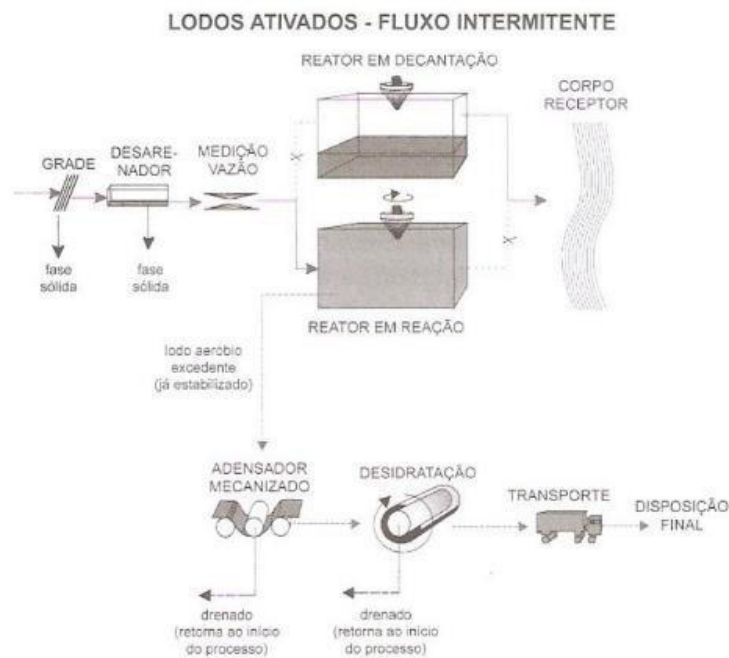 LODOS ATIVADOS - FLUXO INTERMITENTE
REATOR EM DECANTAÇÃO
CORPO
RECEPTOR
GRADE
DESARE-
NADOR
MEDIÇÃO
VAZÃO
fase
sólida
fase
sólida
REATOR EM REAÇÃO
lodo aeróbio
excedente
(já estabilizado)
ADENSADOR
MECANIZADO
DESIDRATAÇÃO
TRANSPORTE
DISPOSIÇÃO
FINAL
drenado
(retorna ao início
do processo)
drenado
(retorna ao início
do processo)